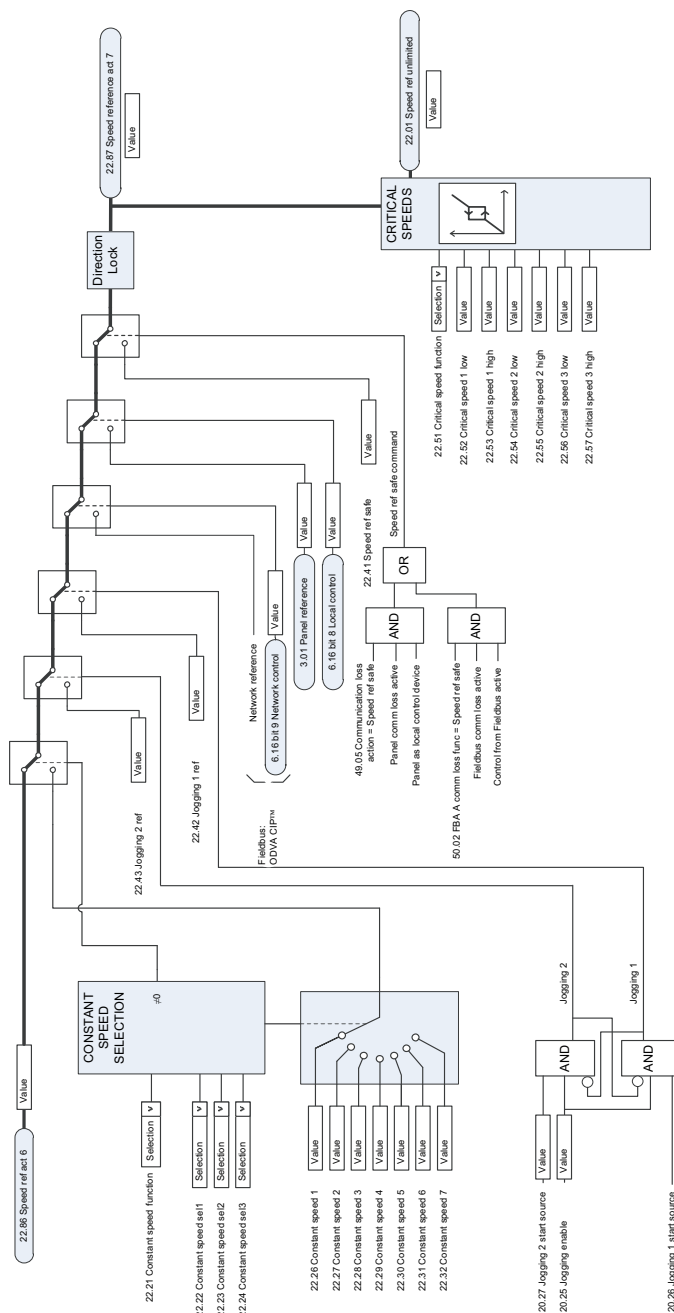 22.86 Speed ref act 6
Value
22.21 Constant speed function
Selection
v
2.22 Constant speed sel1
Selection
v
2.23 Constant speed sel2
Selection
v
2.24 Constant speed sel3
Selection
v
CONSTANT
SPEED
SELECTION
≠0
22.26 Constant speed 1
Value
22.27 Constant speed 2
Value
22.28 Constant speed 3
Value
22.29 Constant speed 4
Value
22.30 Constant speed 5
Value
22.31 Constant speed 6
Value
22.32 Constant speed 7
Value
20.27 Jogging 2 start source
Value
20.25 Jogging enable
Value
20.26 Jogging 1 start source
AND
AND
Jogging 2
Jogging 1
22.43 Jogging 2 ref
Value
22.42 Jogging 1 ref
Value
Fieldbus:
ODVA CIP™
Network reference
6.16 bit 9 Network control
Value
3.01 Panel reference
Value
6.16 bit 8 Local control
Value
22.41 Speed ref safe
Value
49.05 Communication loss
action = Speed ref safe
Panel comm loss active
Panel as local control device
AND
50.02 FBA A comm loss func = Speed ref safe
Fieldbus comm loss active
Control from Fieldbus active
AND
OR
Speed ref safe command
Direction
Lock
22.87 Speed reference act 7
Value
22.51 Critical speed function
Selection
v
22.52 Critical speed 1 low
Value
22.53 Critical speed 1 high
Value
22.54 Critical speed 2 low
Value
22.55 Critical speed 2 high
Value
22.56 Critical speed 3 low
Value
22.57 Critical speed 3 high
Value
CRITICAL
SPEEDS
22.01 Speed ref unlimited
Value